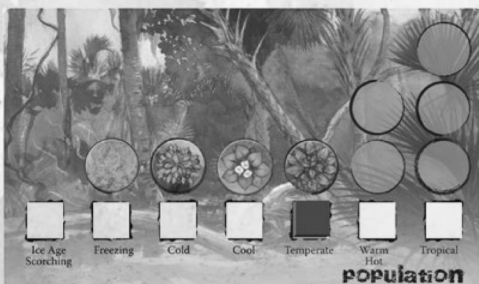 Ice Age Freezing Cold Cool Temperate Warm Tropical
Scorching Hot
population